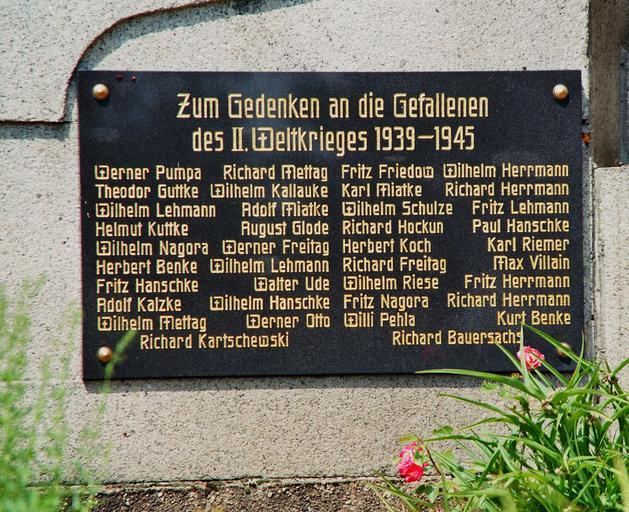 Zum Gedenken an die Gefallenen
des II. Weltkrieges 1939–1945
Werner Pumpa Richard Mettag Fritz Friedow Wilhelm Herrmann
Theodor Guttke Wilhelm Kallauke Karl Miatke Richard Herrmann
Wilhelm Lehmann Adolf Miatke Wilhelm Schulze Fritz Lehmann
Helmut Kuttke August Glode Richard Hockun Paul Hanschke
Wilhelm Nagora Werner Freitag Herbert Koch Karl Riemer
Herbert Benke Wilhelm Lehmann Richard Freitag Max Villain
Fritz Hanschke Walter Ude Wilhelm Riese Fritz Herrmann
Adolf Kalzke Wilhelm Hanschke Fritz Nagora Richard Herrmann
Wilhelm Mettag Werner Otto Willi Pehla Kurt Benke
Richard Kartschewski Richard Bauersachs